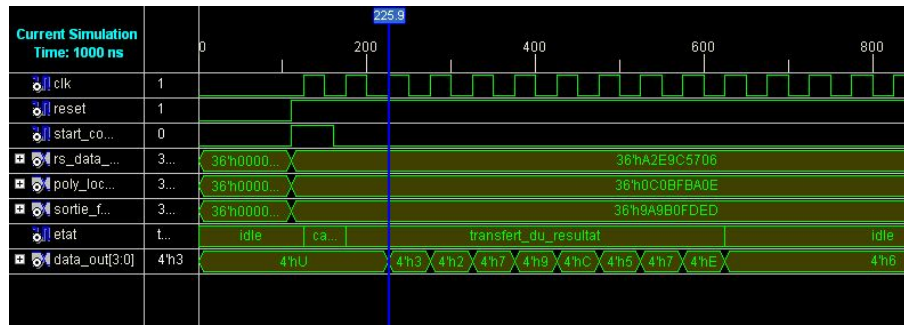 225.9
Current Simulation
Time: 1000 ns
0 200 400 600 800
clk 1
reset 1
start_co... 0
rs_data_... 3... 36'h0000... 36'hA2E9C5706
poly_loc... 3... 36'h0000... 36'h0C0BFBA0E
sortie_f... 3... 36'h0000... 36'h9A9B0FDED
etat t... idle ca... transfert_du_resultat idle
data_out[3:0] 4'h3 4'hU 4'h3 4'h2 4'h7 4'h9 4'hC 4'h5 4'h7 4'hE 4'h6